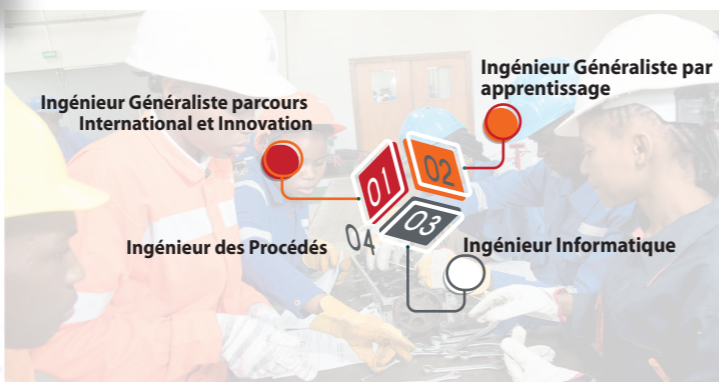 Ingénieur Généraliste parcours
International et Innovation
Ingénieur Généraliste par
apprentissage
01
02
03
04
Ingénieur des Procédés
Ingénieur Informatique